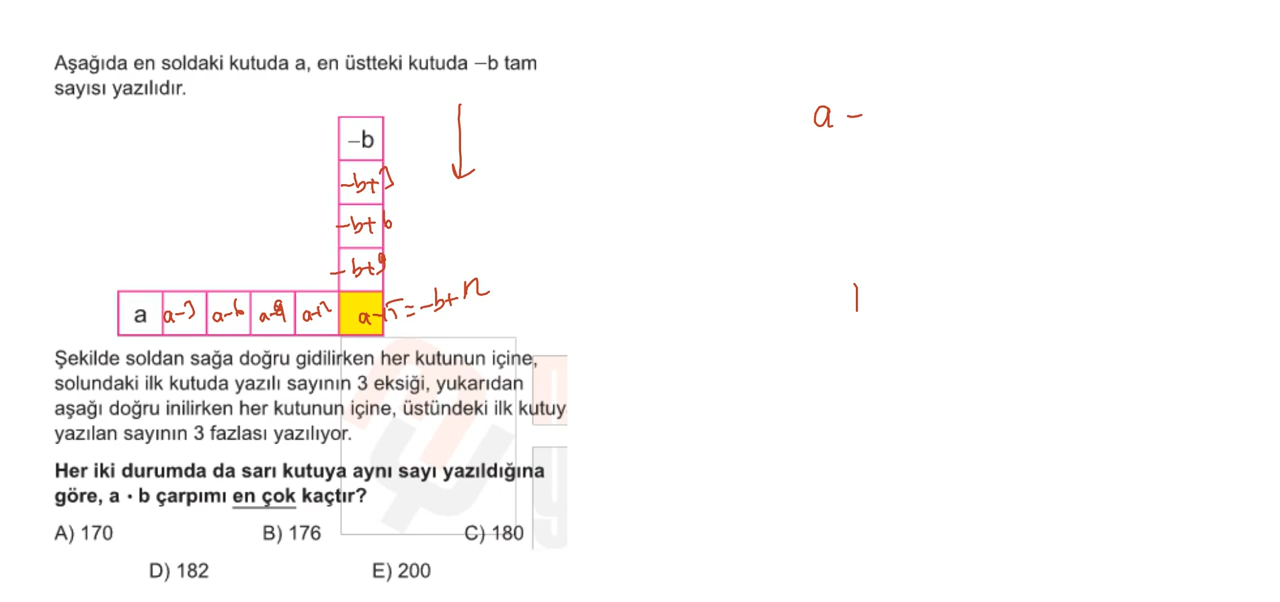 Aşağıda en soldaki kutuda a, en üstteki kutuda –b tam
sayısı yazılıdır.
a -
–b
-b+3
-b+6
-b+9
a a-3 a-6 a-9 a-12 a-15=-b+12
1
Şekilde soldan sağa doğru gidilirken her kutunun içine,
solundaki ilk kutuda yazılı sayının 3 eksiği, yukarıdan
aşağı doğru inilirken her kutunun içine, üstündeki ilk kutuy
yazılan sayının 3 fazlası yazılıyor.
Her iki durumda da sarı kutuya aynı sayı yazıldığına
göre, a · b çarpımı en çok kaçtır?
A) 170 B) 176 C) 180
D) 182 E) 200